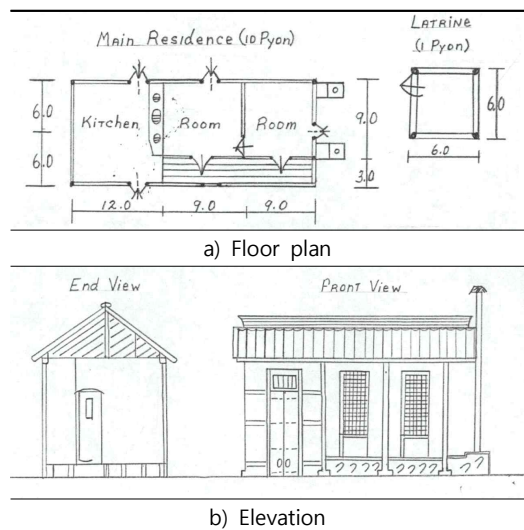 Main Residence (10 Pyon)
Latrine
(1 Pyon)
6.0
6.0
Kitchen
Room
Room
9.0
3.0
6.0
6.0
12.0
9.0
9.0
a) Floor plan
End View
Front View
b) Elevation